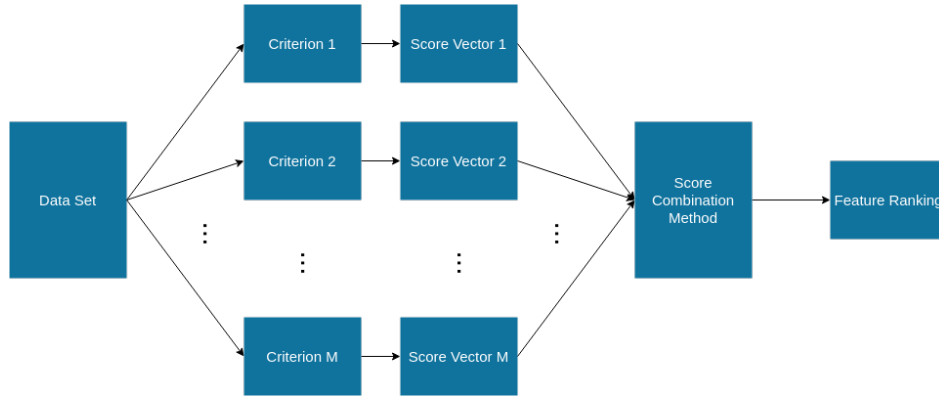 Criterion 1
Score Vector 1
Criterion 2
Score Vector 2
Data Set
Score
Combination
Method
Feature Ranking
⋮
⋮
⋮
⋮
Criterion M
Score Vector M